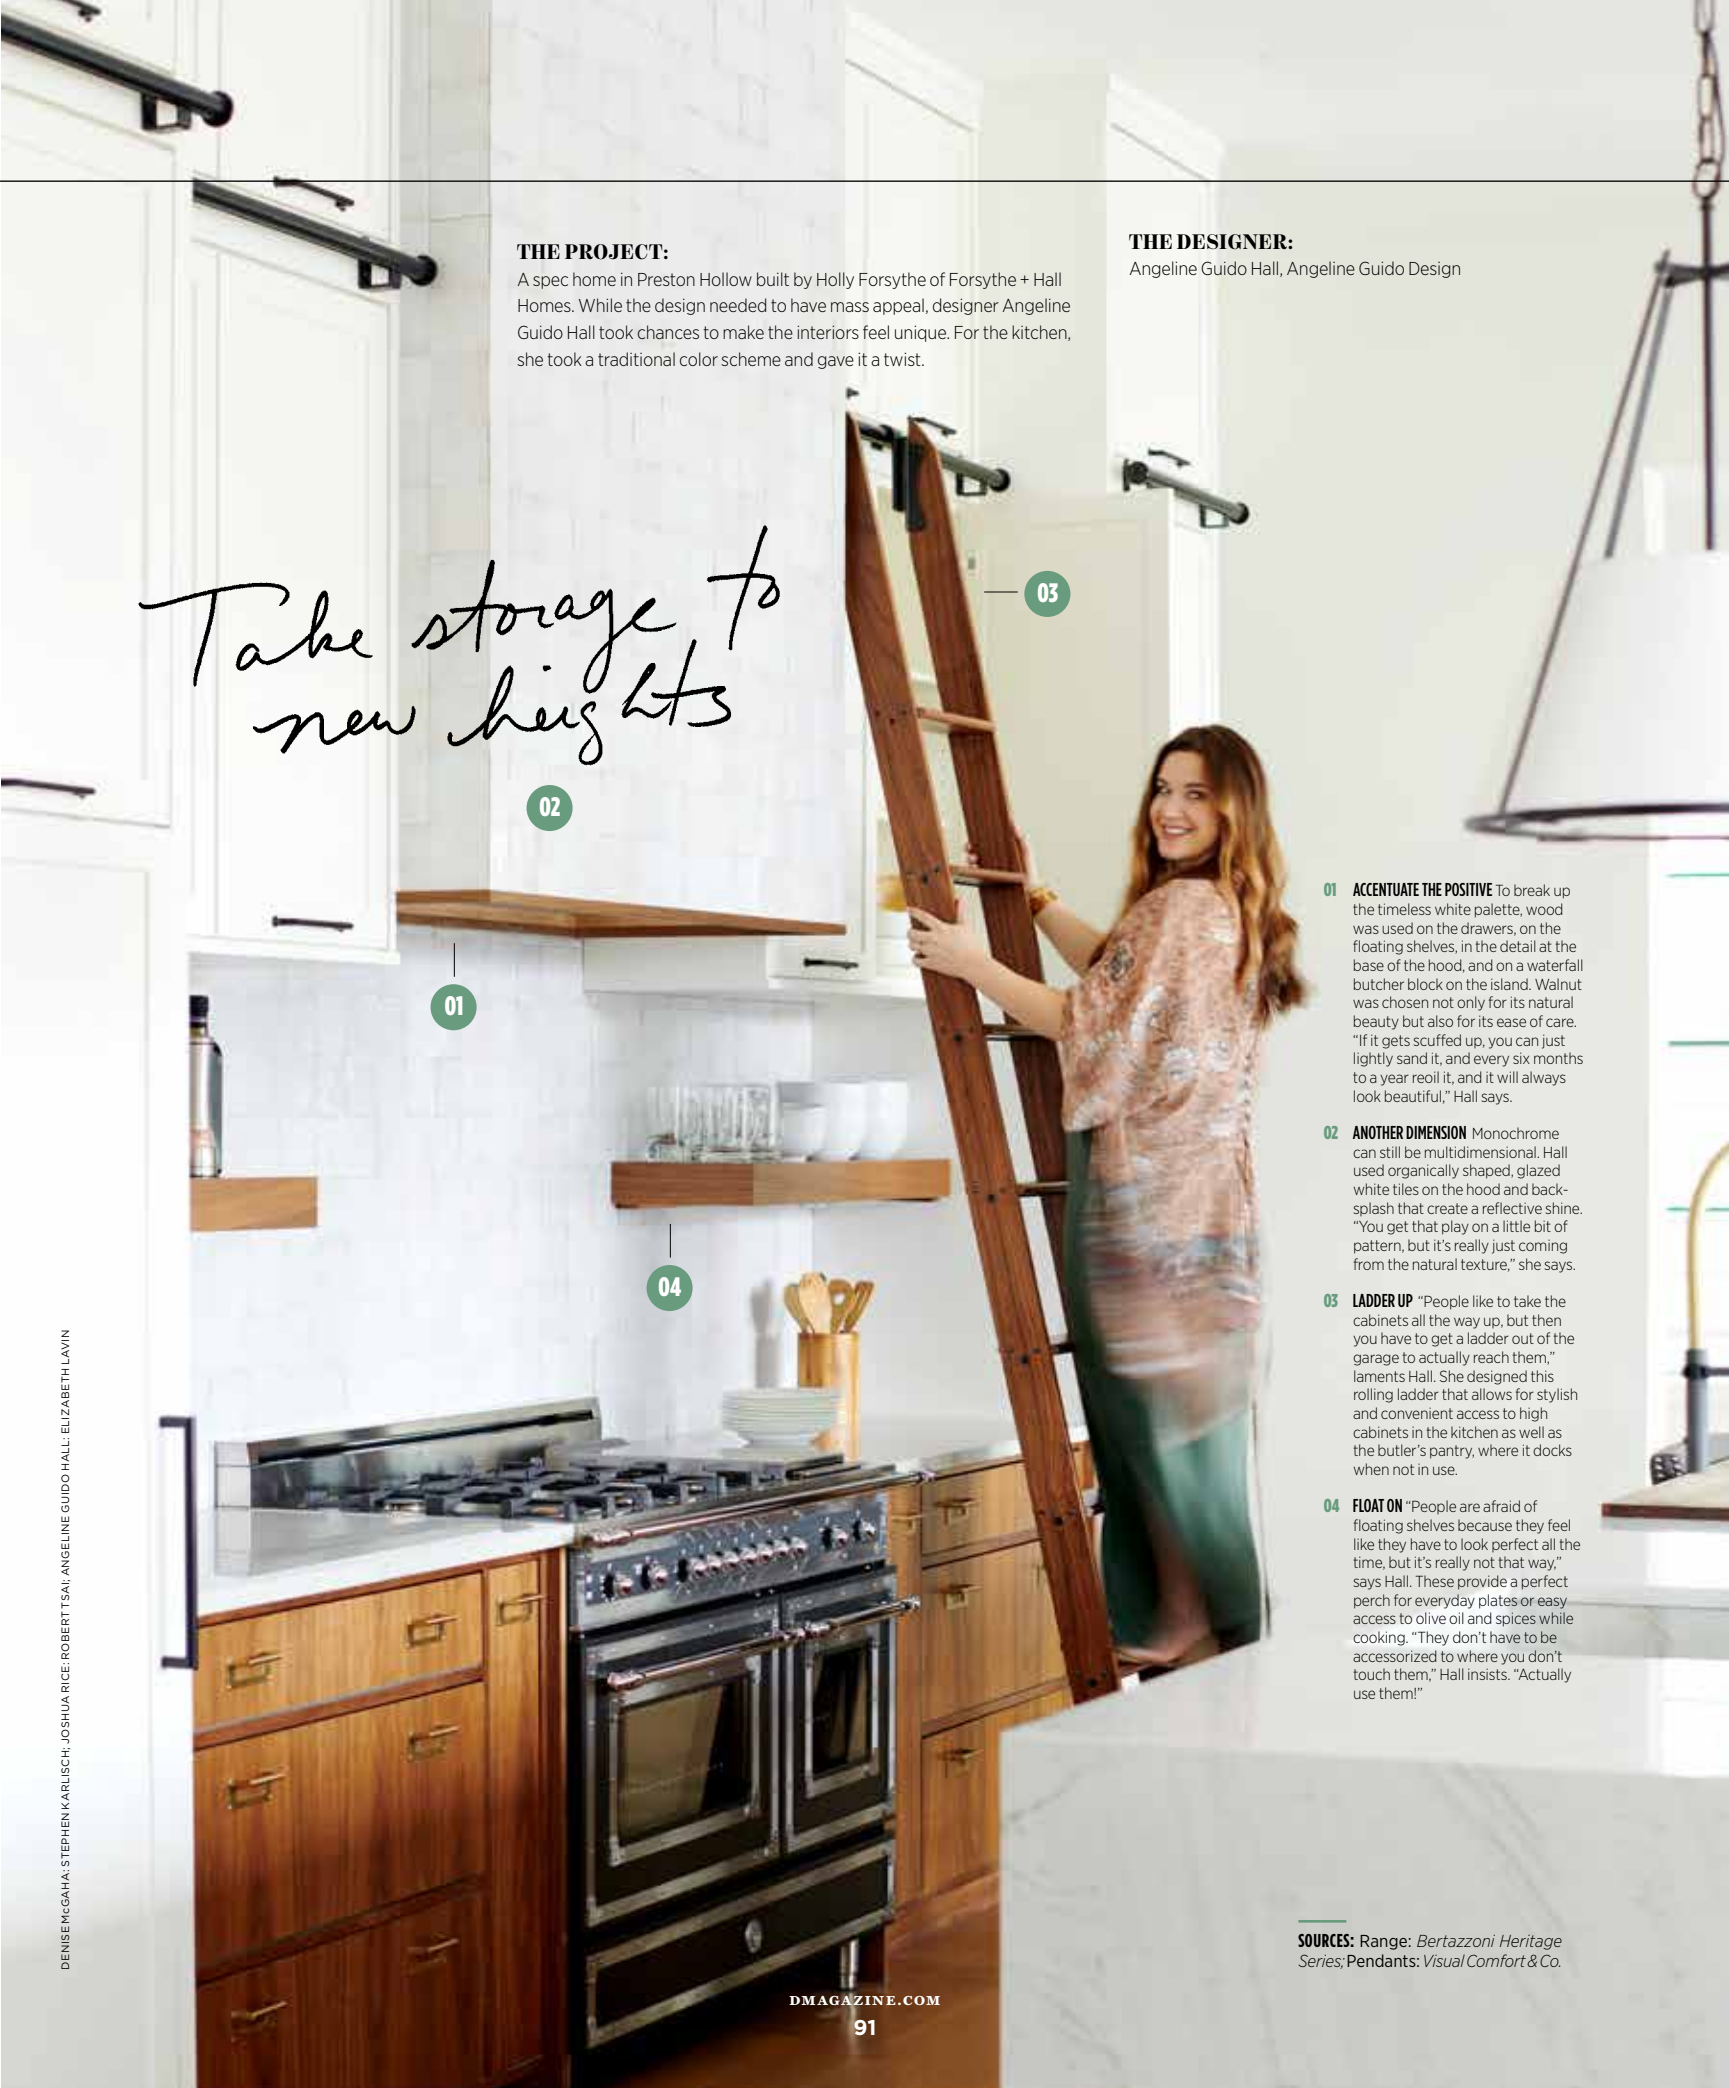 THE PROJECT:
A spec home in Preston Hollow built by Holly Forsythe of Forsythe + Hall
Homes. While the design needed to have mass appeal, designer Angeline
Guido Hall took chances to make the interiors feel unique. For the kitchen,
she took a traditional color scheme and gave it a twist.
THE DESIGNER:
Angeline Guido Hall, Angeline Guido Design
Take storage to
new heights
03
02
01
04
01 ACCENTUATE THE POSITIVE To break up
the timeless white palette, wood
was used on the drawers, on the
floating shelves, in the detail at the
base of the hood, and on a waterfall
butcher block on the island. Walnut
was chosen not only for its natural
beauty but also for its ease of care.
“If it gets scuffed up, you can just
lightly sand it, and every six months
to a year reoil it, and it will always
look beautiful,” Hall says.
02 ANOTHER DIMENSION Monochrome
can still be multidimensional. Hall
used organically shaped, glazed
white tiles on the hood and back-
splash that create a reflective shine.
“You get that play on a little bit of
pattern, but it’s really just coming
from the natural texture,” she says.
03 LADDER UP “People like to take the
cabinets all the way up, but then
you have to get a ladder out of the
garage to actually reach them,”
laments Hall. She designed this
rolling ladder that allows for stylish
and convenient access to high
cabinets in the kitchen as well as
the butler’s pantry, where it docks
when not in use.
04 FLOAT ON “People are afraid of
floating shelves because they feel
like they have to look perfect all the
time, but it’s really not that way,”
says Hall. These provide a perfect
perch for everyday plates or easy
access to olive oil and spices while
cooking. “They don’t have to be
accessorized to where you don’t
touch them,” Hall insists. “Actually
use them!”
SOURCES: Range: Bertazzoni Heritage
Series; Pendants: Visual Comfort & Co.
DENISE McGAHA: STEPHEN KARLISCH; JOSHUA RICE: ROBERT TSAI; ANGELINE GUIDO HALL: ELIZABETH LAVIN
DMAGAZINE.COM
91